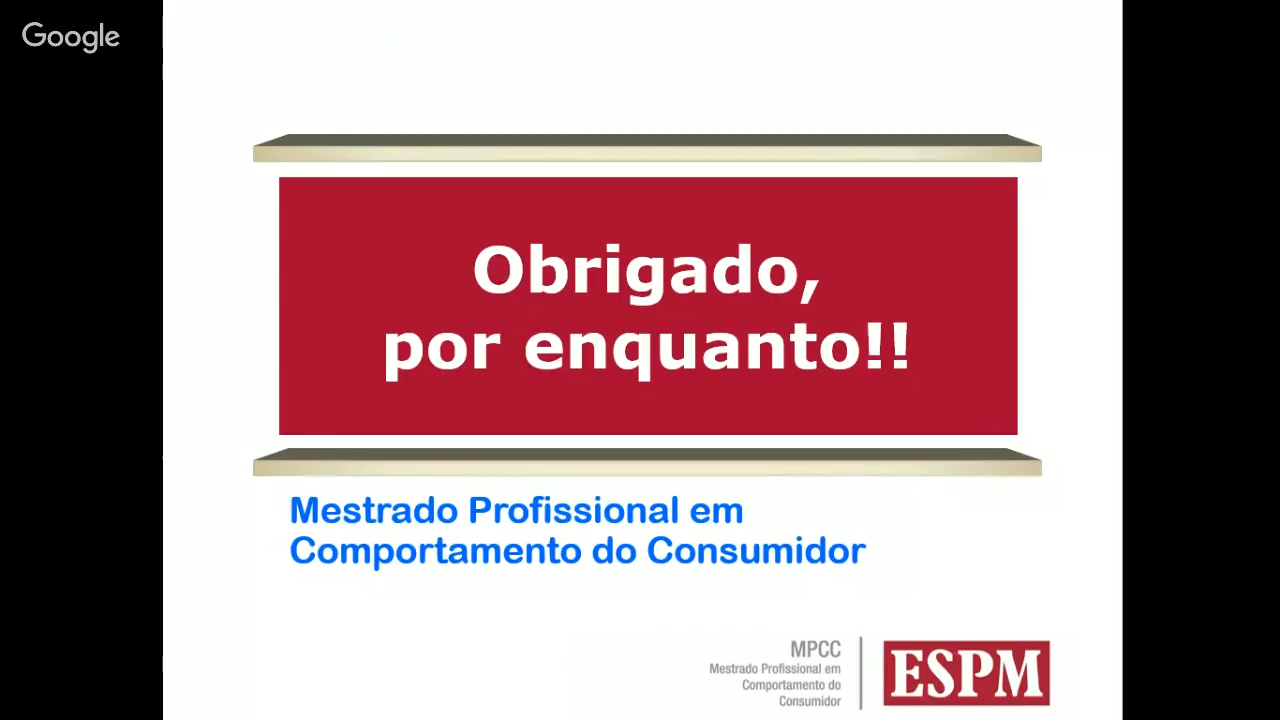 Google
Obrigado,
por enquanto!!
Mestrado Profissional em
Comportamento do Consumidor
MPCC
Mestrado Profissional em
Comportamento do
Consumidor
ESPM